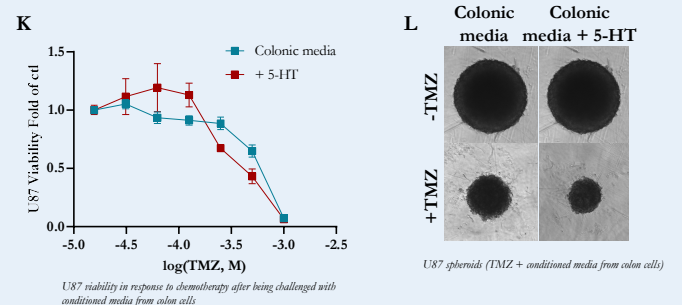 K
1.5
1.0
0.5
0.0
U87 Viability Fold of ctl
Colonic media
+ 5-HT
-5.0 -4.5 -4.0 -3.5 -3.0 -2.5
log(TMZ, M)
U87 viability in response to chemotherapy after being challenged with
conditioned media from colon cells
L
Colonic
media
Colonic
media + 5-HT
-TMZ
+TMZ
U87 spheroids (TMZ + conditioned media from colon cells)